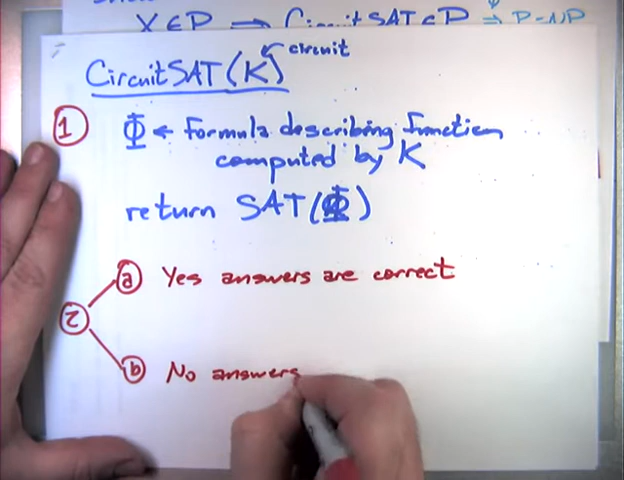 X ∈ P → CircuitSAT ∈ P ⇒ P=NP
CircuitSAT(K)
circuit
1 Φ ← formula describing function
computed by K
return SAT(Φ)
2
a Yes answers are correct
b No answers